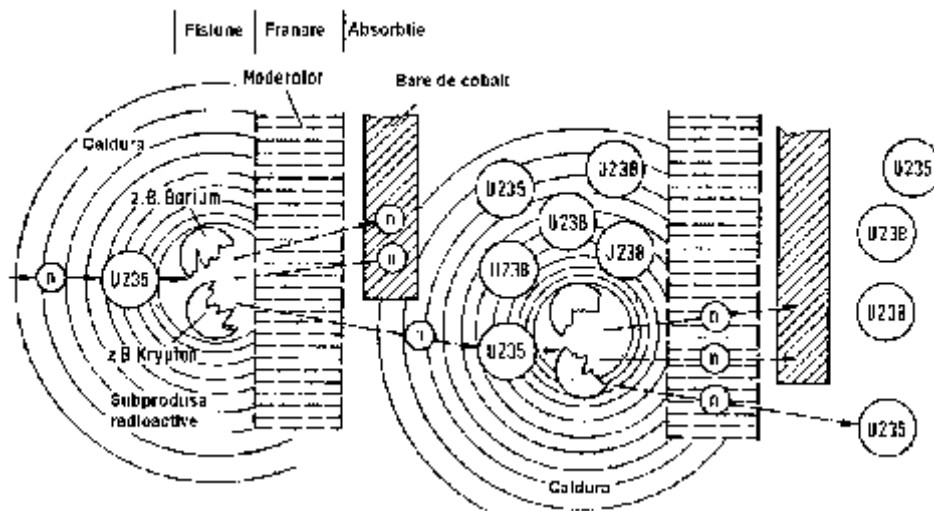 Fisiune
Franare
Absorbtie
Moderolor
Bare de cobalt
Caldura
z.B. Barium
n
U235
n
n
z B Krypton
Subproduse
radioactive
U235
U238
U238
U238
U238
U235
n
n
n
Caldura
U235
U238
U238
U235